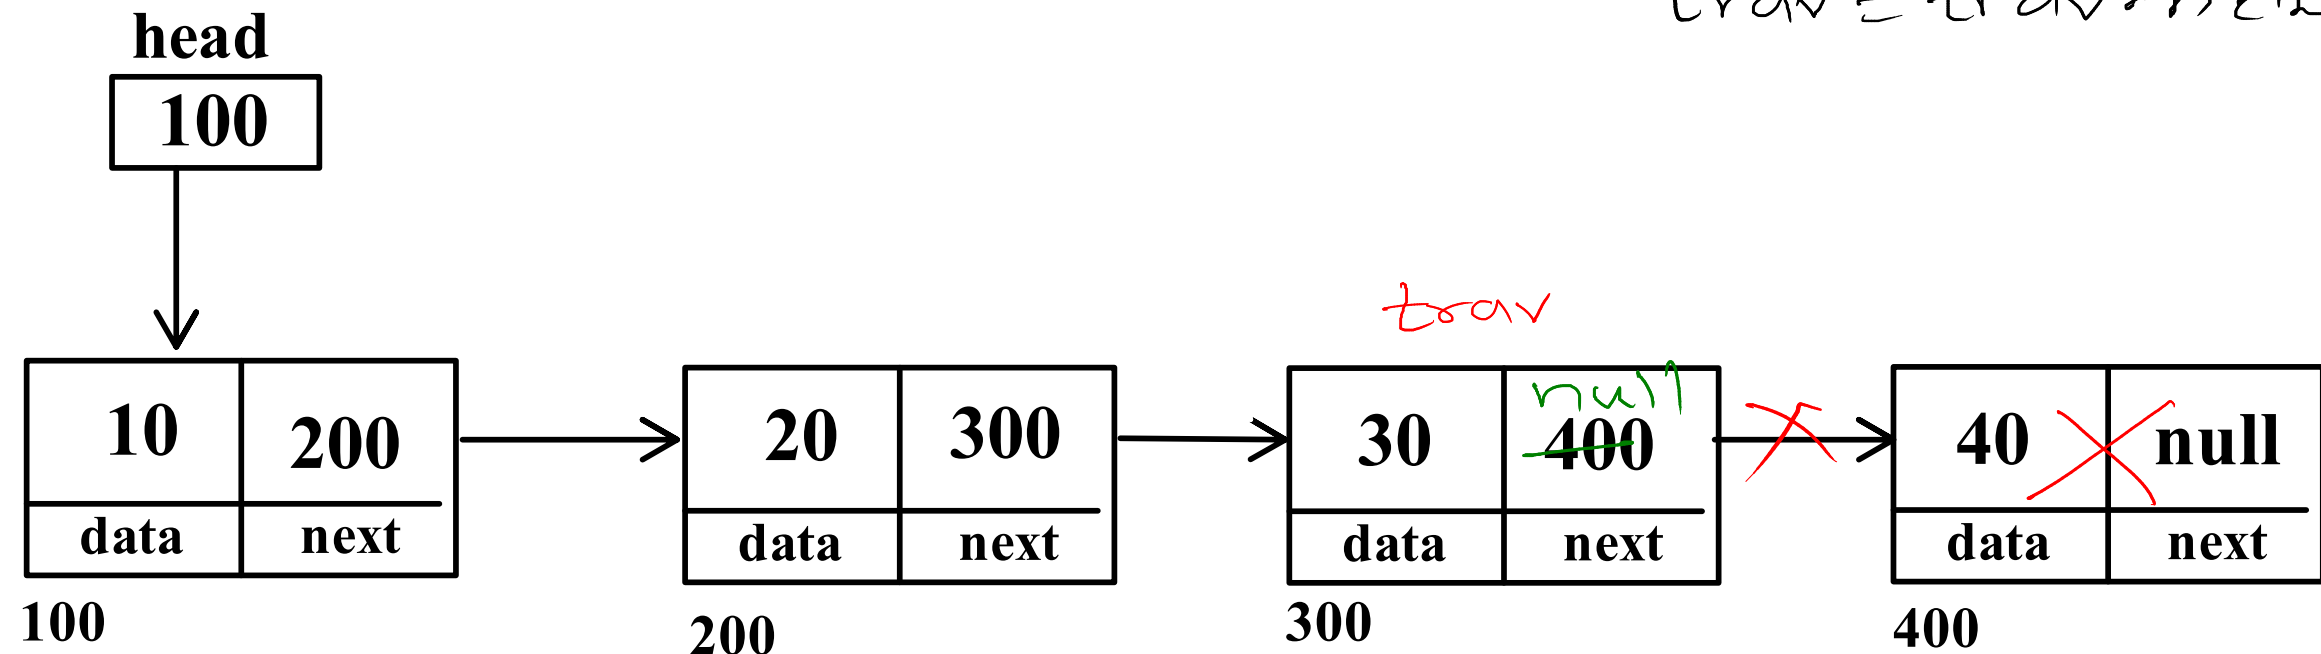 head
100
trav
null
10 200 20 300 30 400 40 null
data next data next data next data next
100 200 300 400